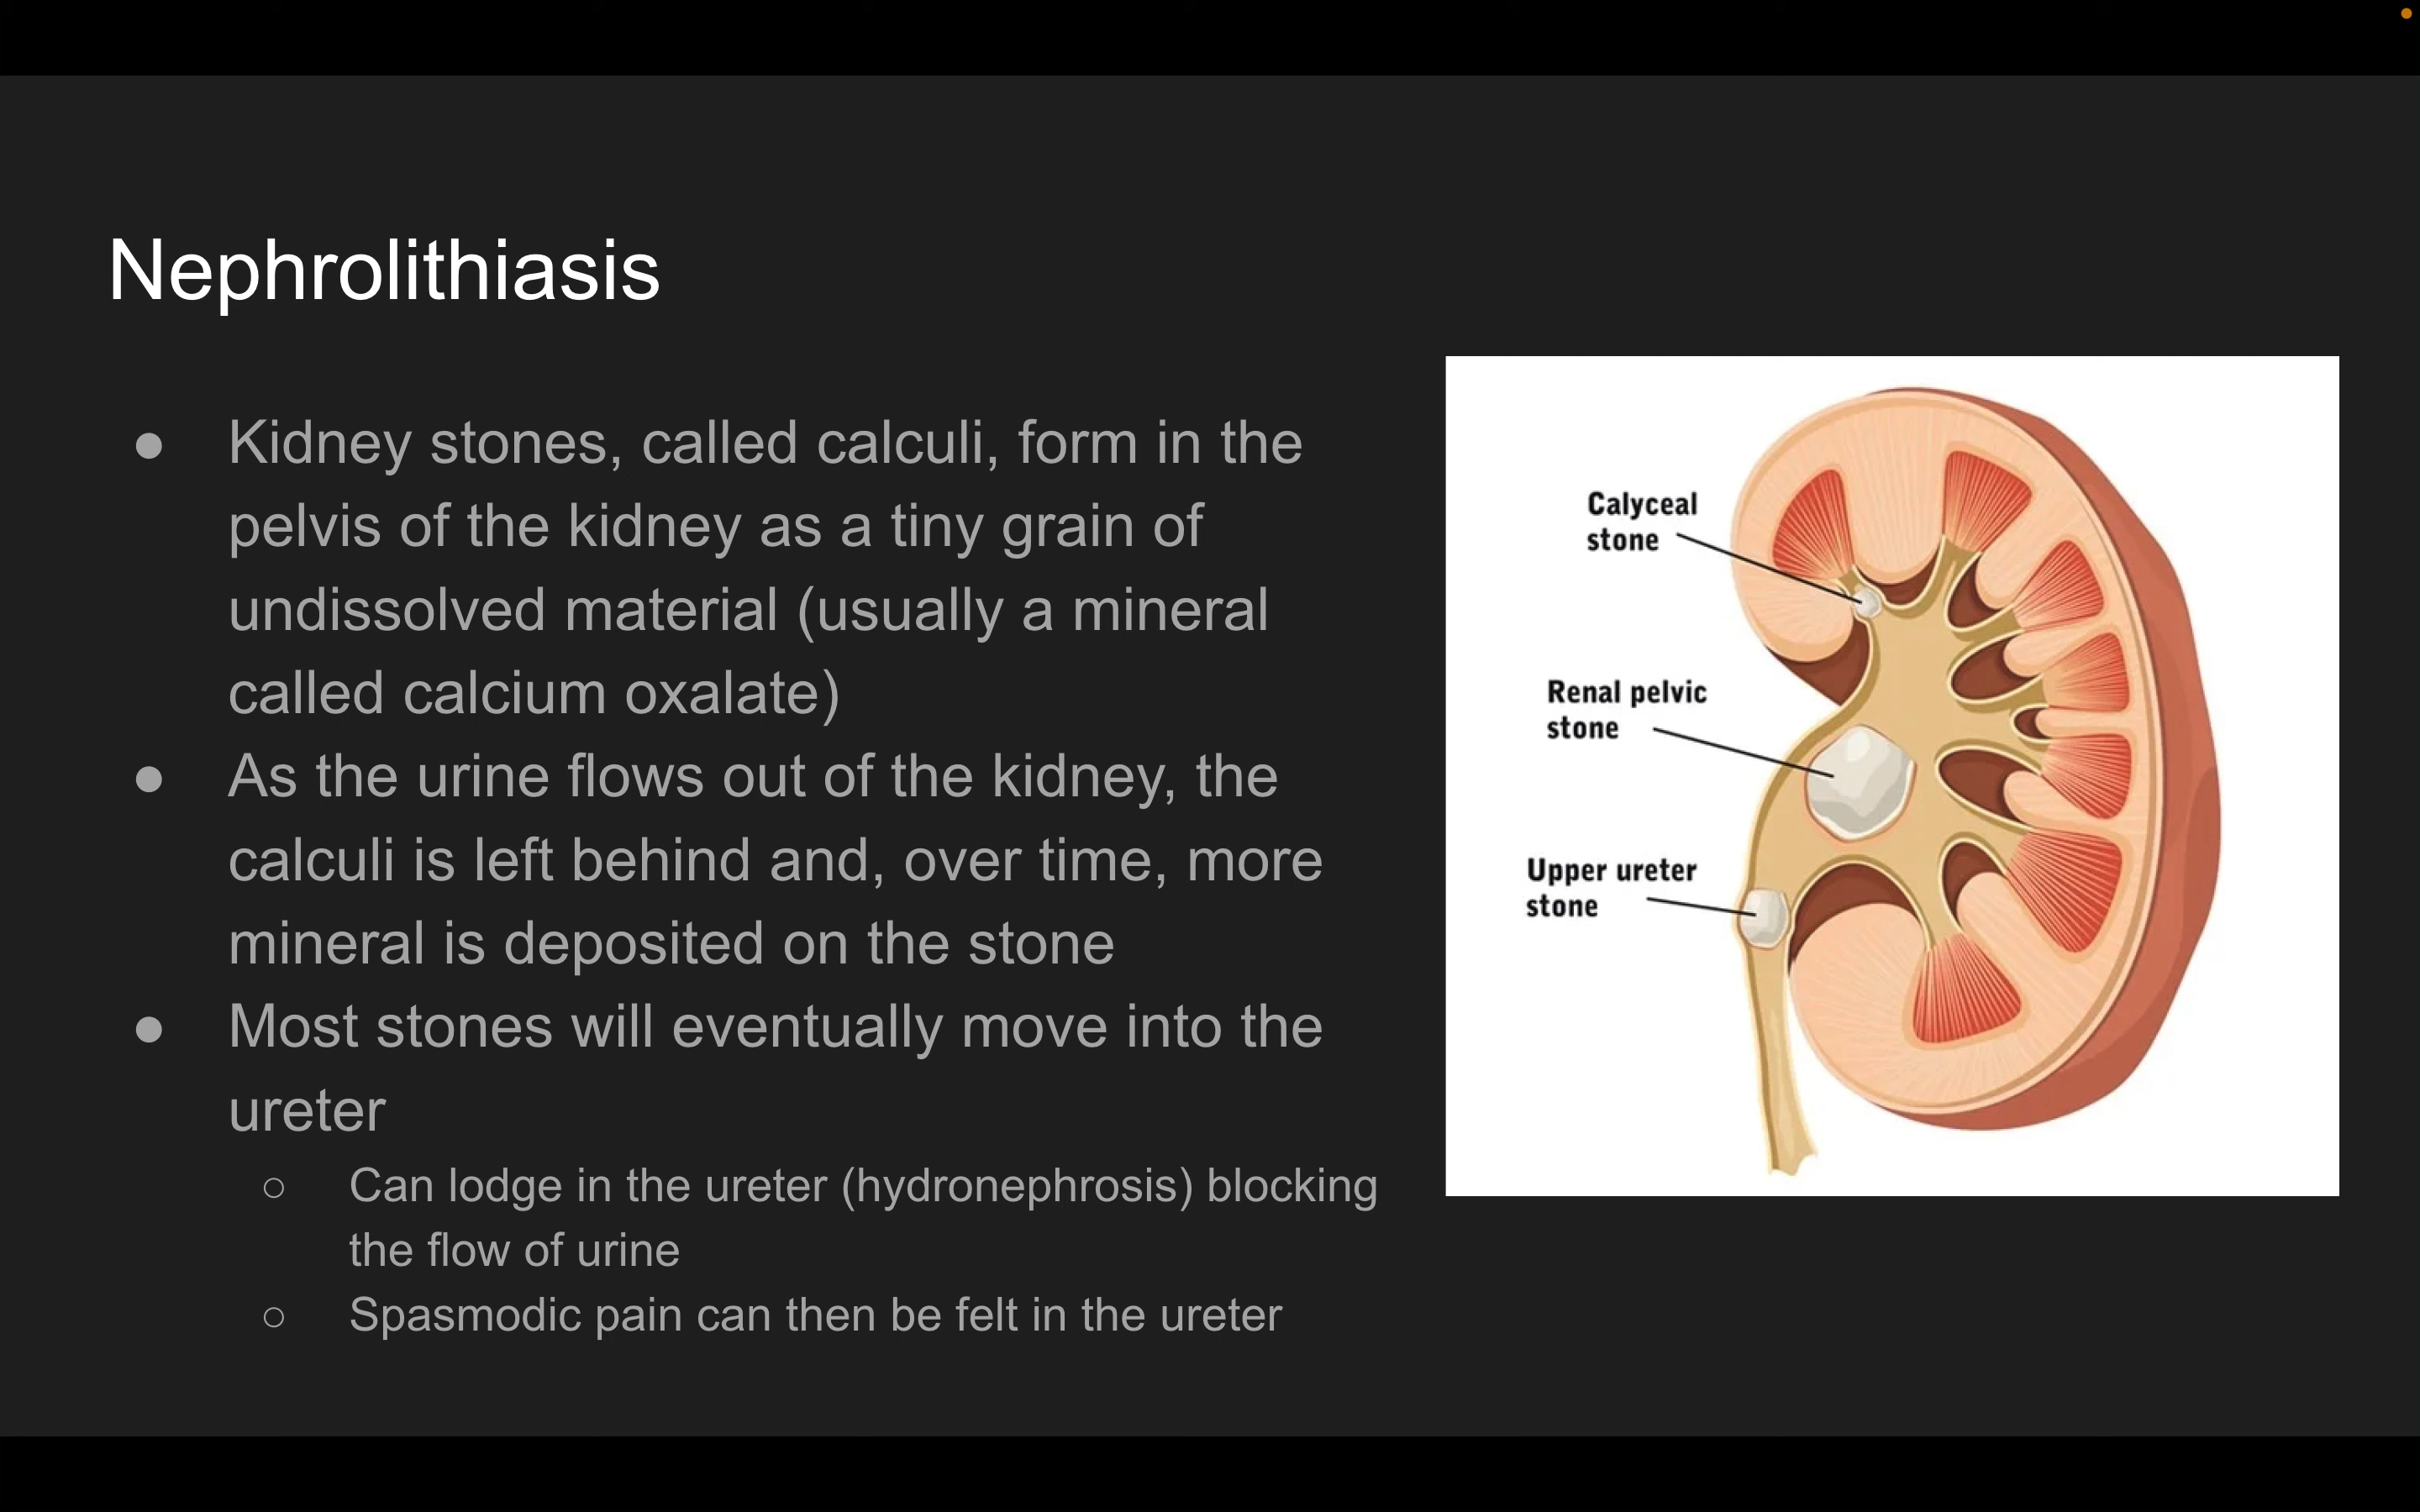 Nephrolithiasis
● Kidney stones, called calculi, form in the
pelvis of the kidney as a tiny grain of
undissolved material (usually a mineral
called calcium oxalate)
● As the urine flows out of the kidney, the
calculi is left behind and, over time, more
mineral is deposited on the stone
● Most stones will eventually move into the
ureter
○ Can lodge in the ureter (hydronephrosis) blocking
the flow of urine
○ Spasmodic pain can then be felt in the ureter
Calyceal
stone
Renal pelvic
stone
Upper ureter
stone